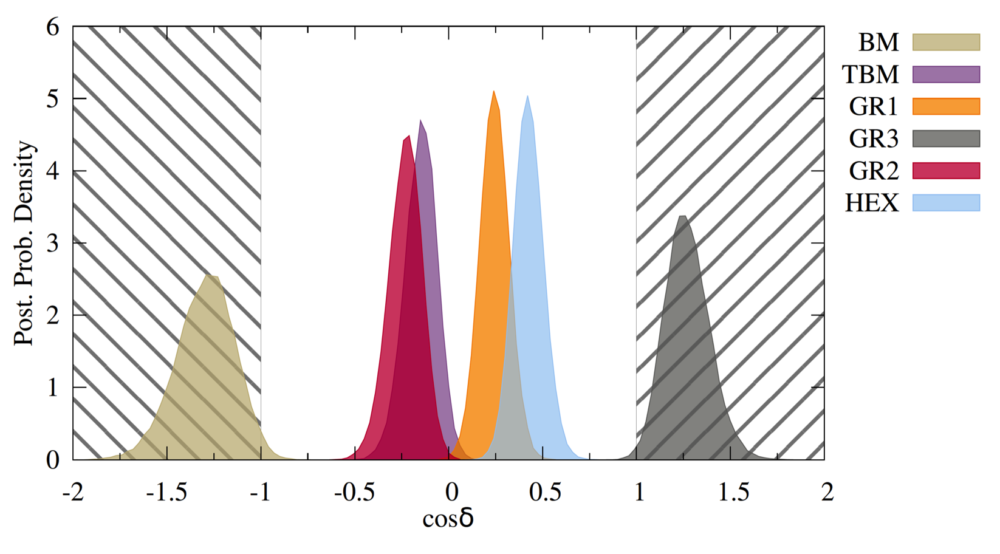 6
5
4
3
2
1
0
Post. Prob. Density
-2 -1.5 -1 -0.5 0 0.5 1 1.5 2
cosδ
BM
TBM
GR1
GR3
GR2
HEX